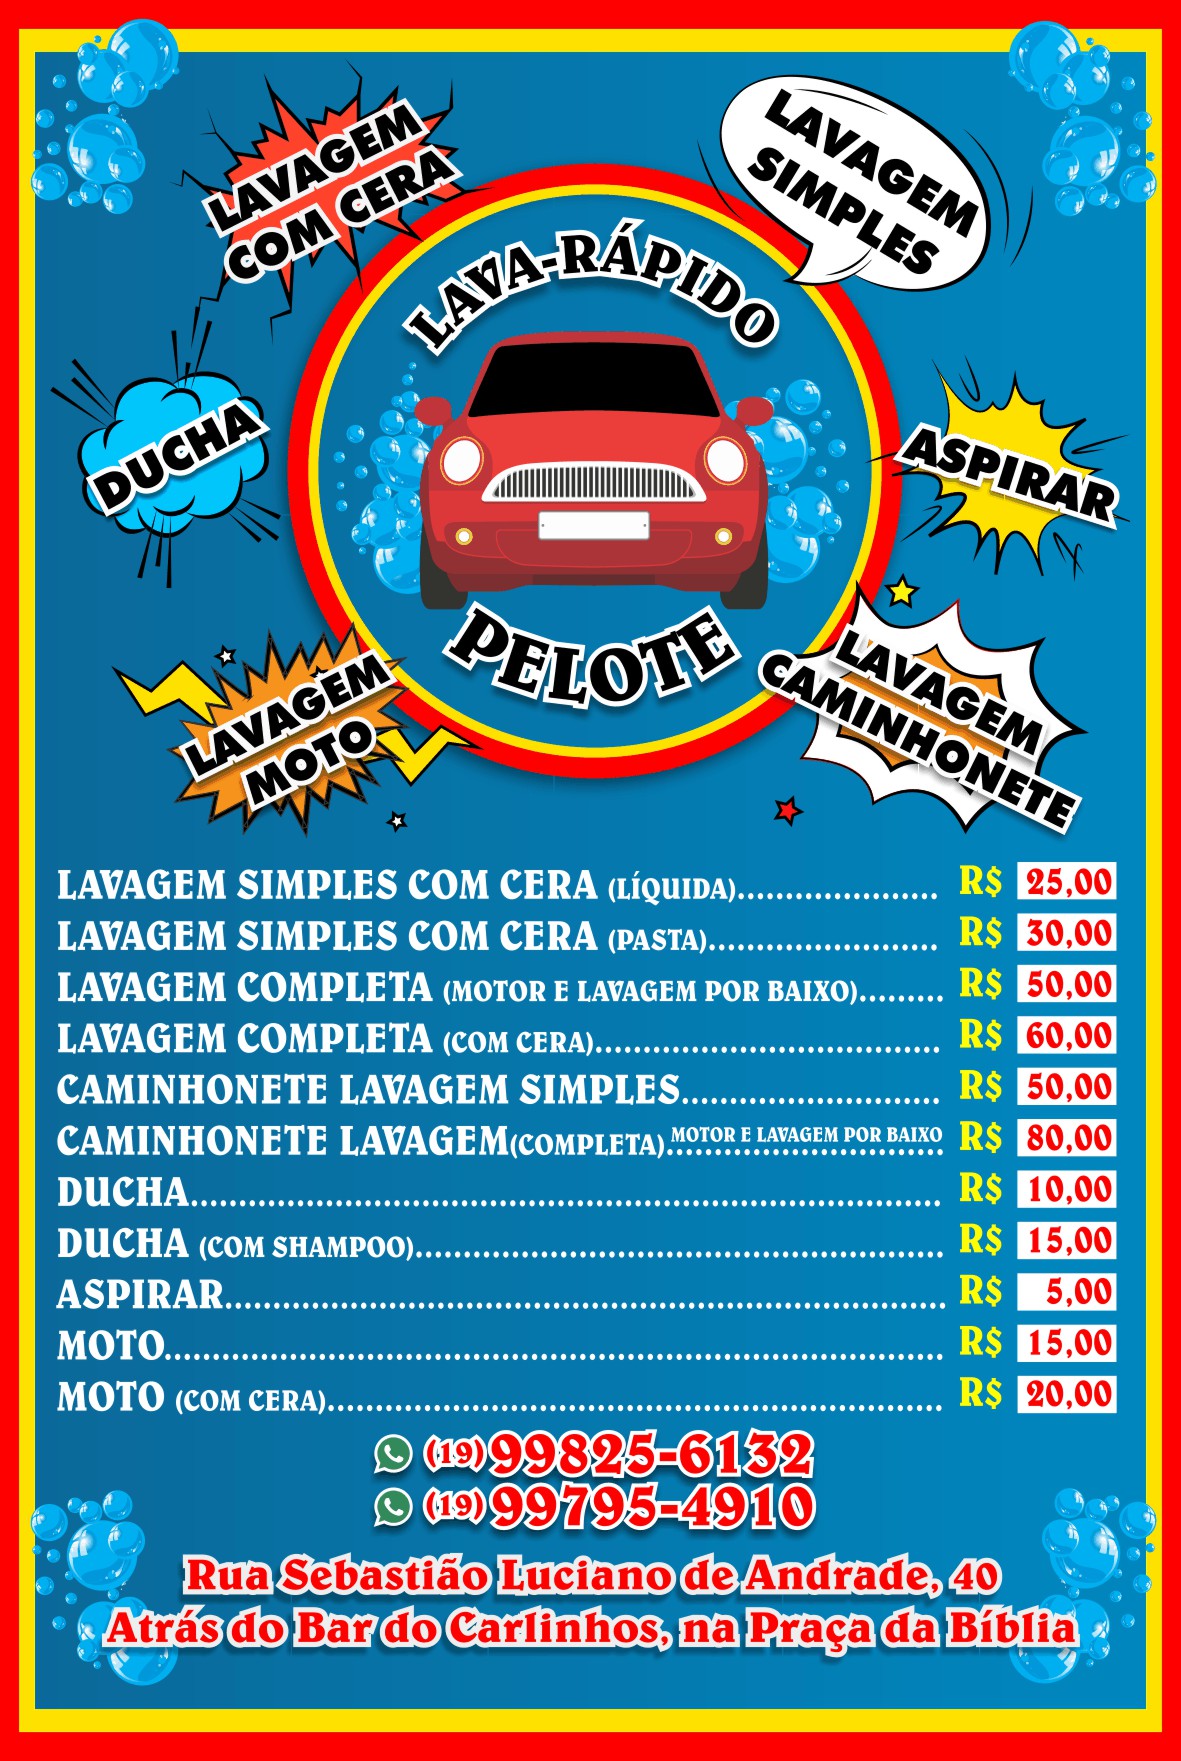 LAVAGEM
COM CERA
LAVAGEM
SIMPLES
LAVA-RÁPIDO
DUCHA
ASPIRAR
PELOTE
LAVAGEM
MOTO
LAVAGEM
CAMINHONETE
LAVAGEM SIMPLES COM CERA (LÍQUIDA)..................... R$ 25,00
LAVAGEM SIMPLES COM CERA (PASTA)........................ R$ 30,00
LAVAGEM COMPLETA (MOTOR E LAVAGEM POR BAIXO)......... R$ 50,00
LAVAGEM COMPLETA (COM CERA).................................... R$ 60,00
CAMINHONETE LAVAGEM SIMPLES........................... R$ 50,00
CAMINHONETE LAVAGEM(COMPLETA) MOTOR E LAVAGEM POR BAIXO ............................. R$ 80,00
DUCHA.............................................................................. R$ 10,00
DUCHA (COM SHAMPOO)....................................................... R$ 15,00
ASPIRAR........................................................................... R$ 5,00
MOTO................................................................................. R$ 15,00
MOTO (COM CERA)................................................................ R$ 20,00
(19) 99825-6132
(19) 99795-4910
Rua Sebastião Luciano de Andrade, 40
Atrás do Bar do Carlinhos, na Praça da Bíblia